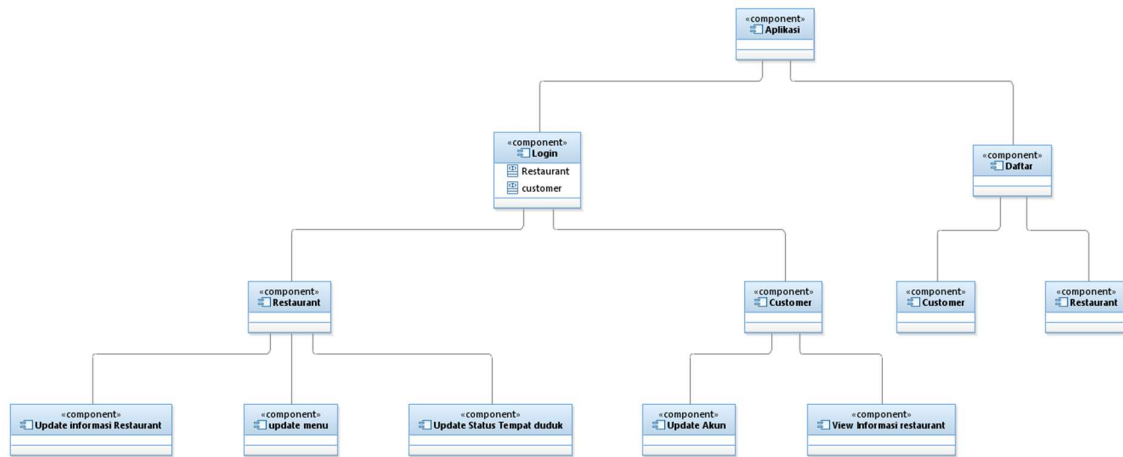 «component»
Aplikasi
«component»
Login
Restaurant
customer
«component»
Daftar
«component»
Restaurant
«component»
Customer
«component»
Customer
«component»
Restaurant
«component»
Update informasi Restaurant
«component»
update menu
«component»
Update Status Tempat duduk
«component»
Update Akun
«component»
View Informasi restaurant